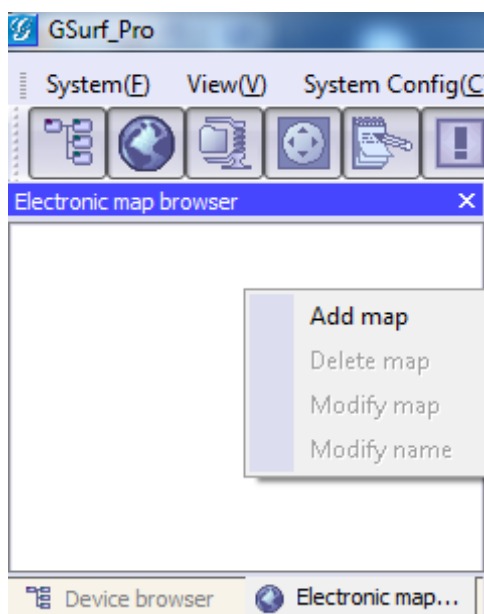 GSurf_Pro
System(F) View(V) System Config(C
Electronic map browser
Add map
Delete map
Modify map
Modify name
Device browser Electronic map...